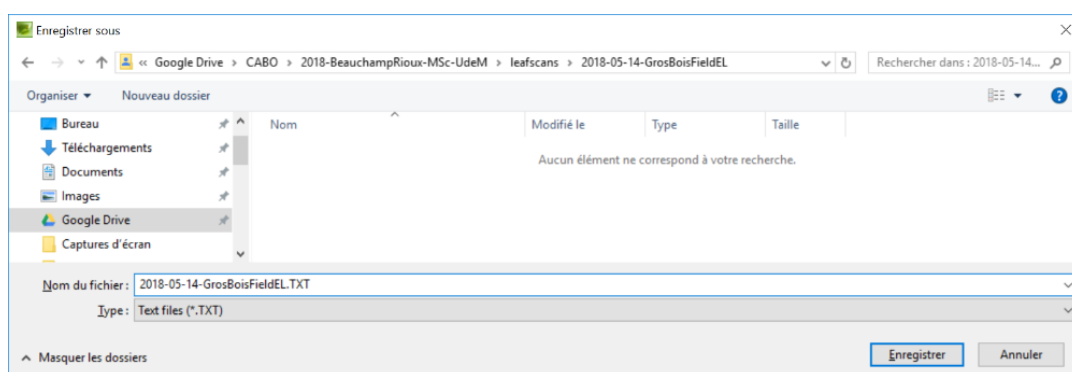 Enregistrer sous
« Google Drive > CABO > 2018-BeauchampRioux-MSc-UdeM > leafscans > 2018-05-14-GrosBoisFieldEL
Rechercher dans : 2018-05-14...
Organiser Nouveau dossier
Nom Modifié le Type Taille
Aucun élément ne correspond à votre recherche.
Bureau
Téléchargements
Documents
Images
Google Drive
Captures d'écran
Nom du fichier : 2018-05-14-GrosBoisFieldEL.TXT
Type : Text files (*.TXT)
Masquer les dossiers
Enregistrer Annuler